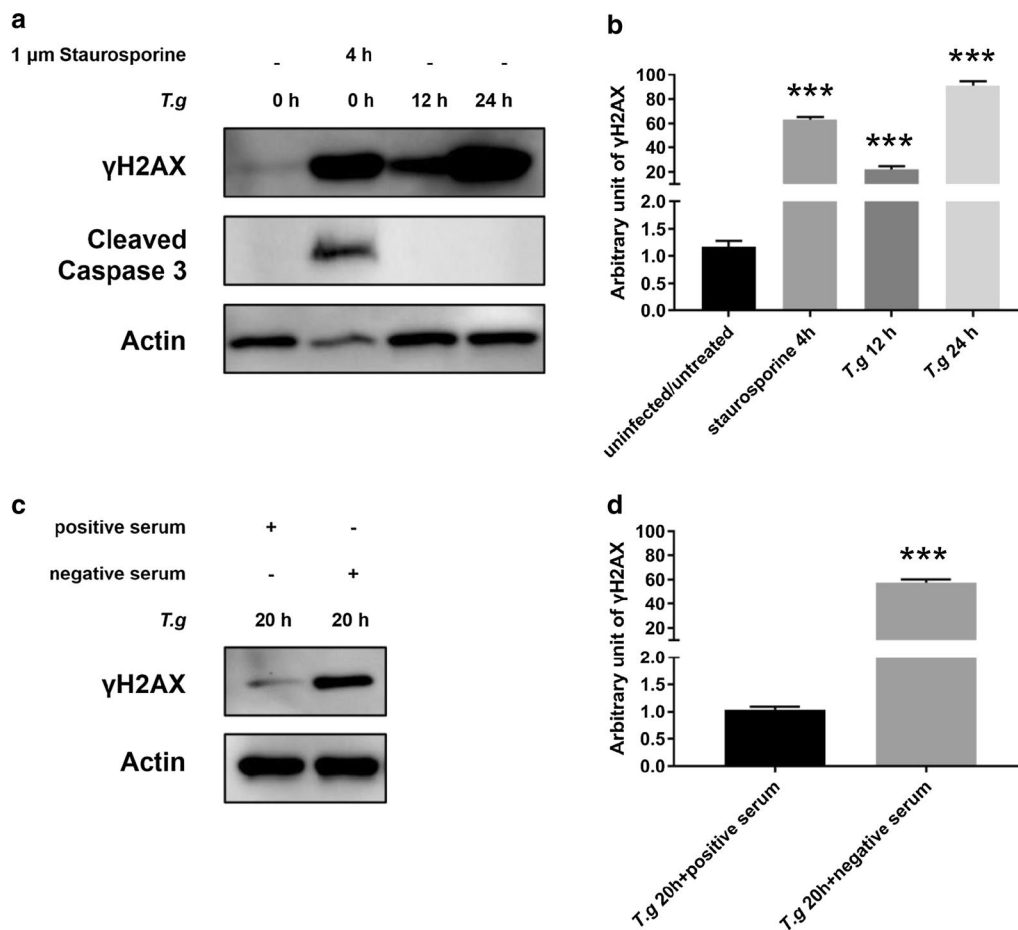 a
1 µm Staurosporine - 4 h - -
T.g 0 h 0 h 12 h 24 h
γH2AX
Cleaved
Caspase 3
Actin
b
Arbitrary unit of γH2AX
100
80
60
40
20
2.0
1.5
1.0
0.5
0.0
***
***
***
uninfected/untreated
staurosporine 4h
T.g 12 h
T.g 24 h
c
positive serum + -
negative serum - +
T.g 20 h 20 h
γH2AX
Actin
d
Arbitrary unit of γH2AX
100
80
60
40
20
2.0
1.5
1.0
0.5
0.0
***
T.g 20h+positive serum
T.g 20h+negative serum